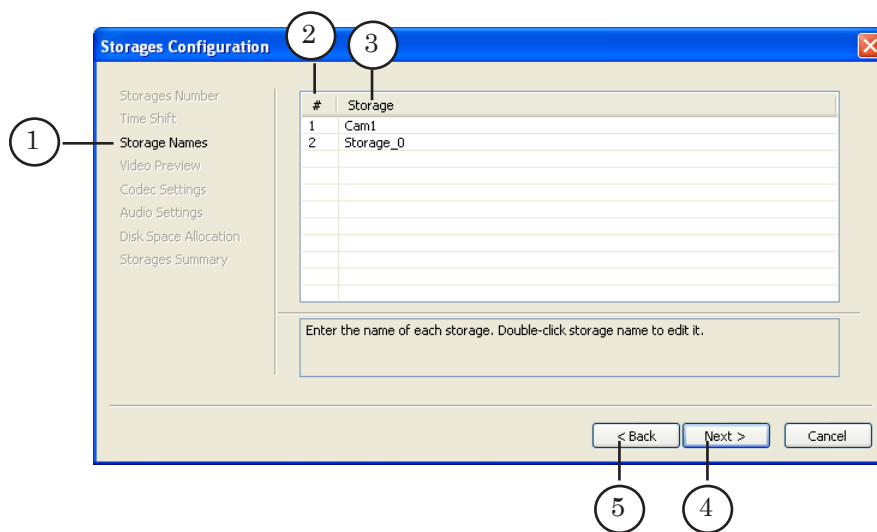 2 3
Storages Configuration
Storages Number
Time Shift
1 Storage Names
Video Preview
Codec Settings
Audio Settings
Disk Space Allocation
Storages Summary
# Storage
1 Cam1
2 Storage_0
Enter the name of each storage. Double-click storage name to edit it.
< Back Next > Cancel
5 4